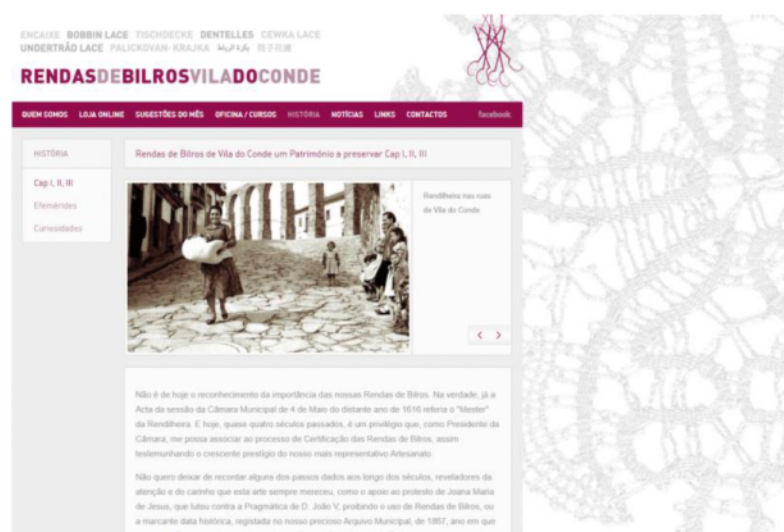 ENCAIXE BOBBIN LACE TISCHDECKE DENTELLES CEWKA LACE
UNDERTRÅD LACE PALICKOVAN- KRAJKA
RENDASDEBILROSVILADOCONDE
QUEM SOMOS LOJA ONLINE SUGESTÕES DO MÊS OFICINA / CURSOS HISTÓRIA NOTÍCIAS LINKS CONTACTOS facebook
HISTÓRIA
Cap I, II, III
Efemérides
Curiosidades
Rendas de Bilros de Vila do Conde um Património a preservar Cap I, II, III
Rendilheira nas ruas
de Vila do Conde
Não é de hoje o reconhecimento da importância das nossas Rendas de Bilros. Na verdade, já a
Acta da sessão da Câmara Municipal de 4 de Maio do distante ano de 1616 referia o "Mester"
da Rendilheira. E hoje, quase quatro séculos passados, é um privilégio que, como Presidente da
Câmara, me possa associar ao processo de Certificação das Rendas de Bilros, assim
testemunhando o crescente prestígio do nosso mais representativo Artesanato.
Não quero deixar de recordar alguns dos passos dados aos longo dos séculos, reveladores da
atenção e do carinho que esta arte sempre mereceu, como o apoio ao protesto de Joana Maria
de Jesus, que lutou contra a Pragmática de D. João V, proibindo o uso de Rendas de Bilros, ou
a marcante data histórica, registada no nosso precioso Arquivo Municipal, de 1867, ano em que